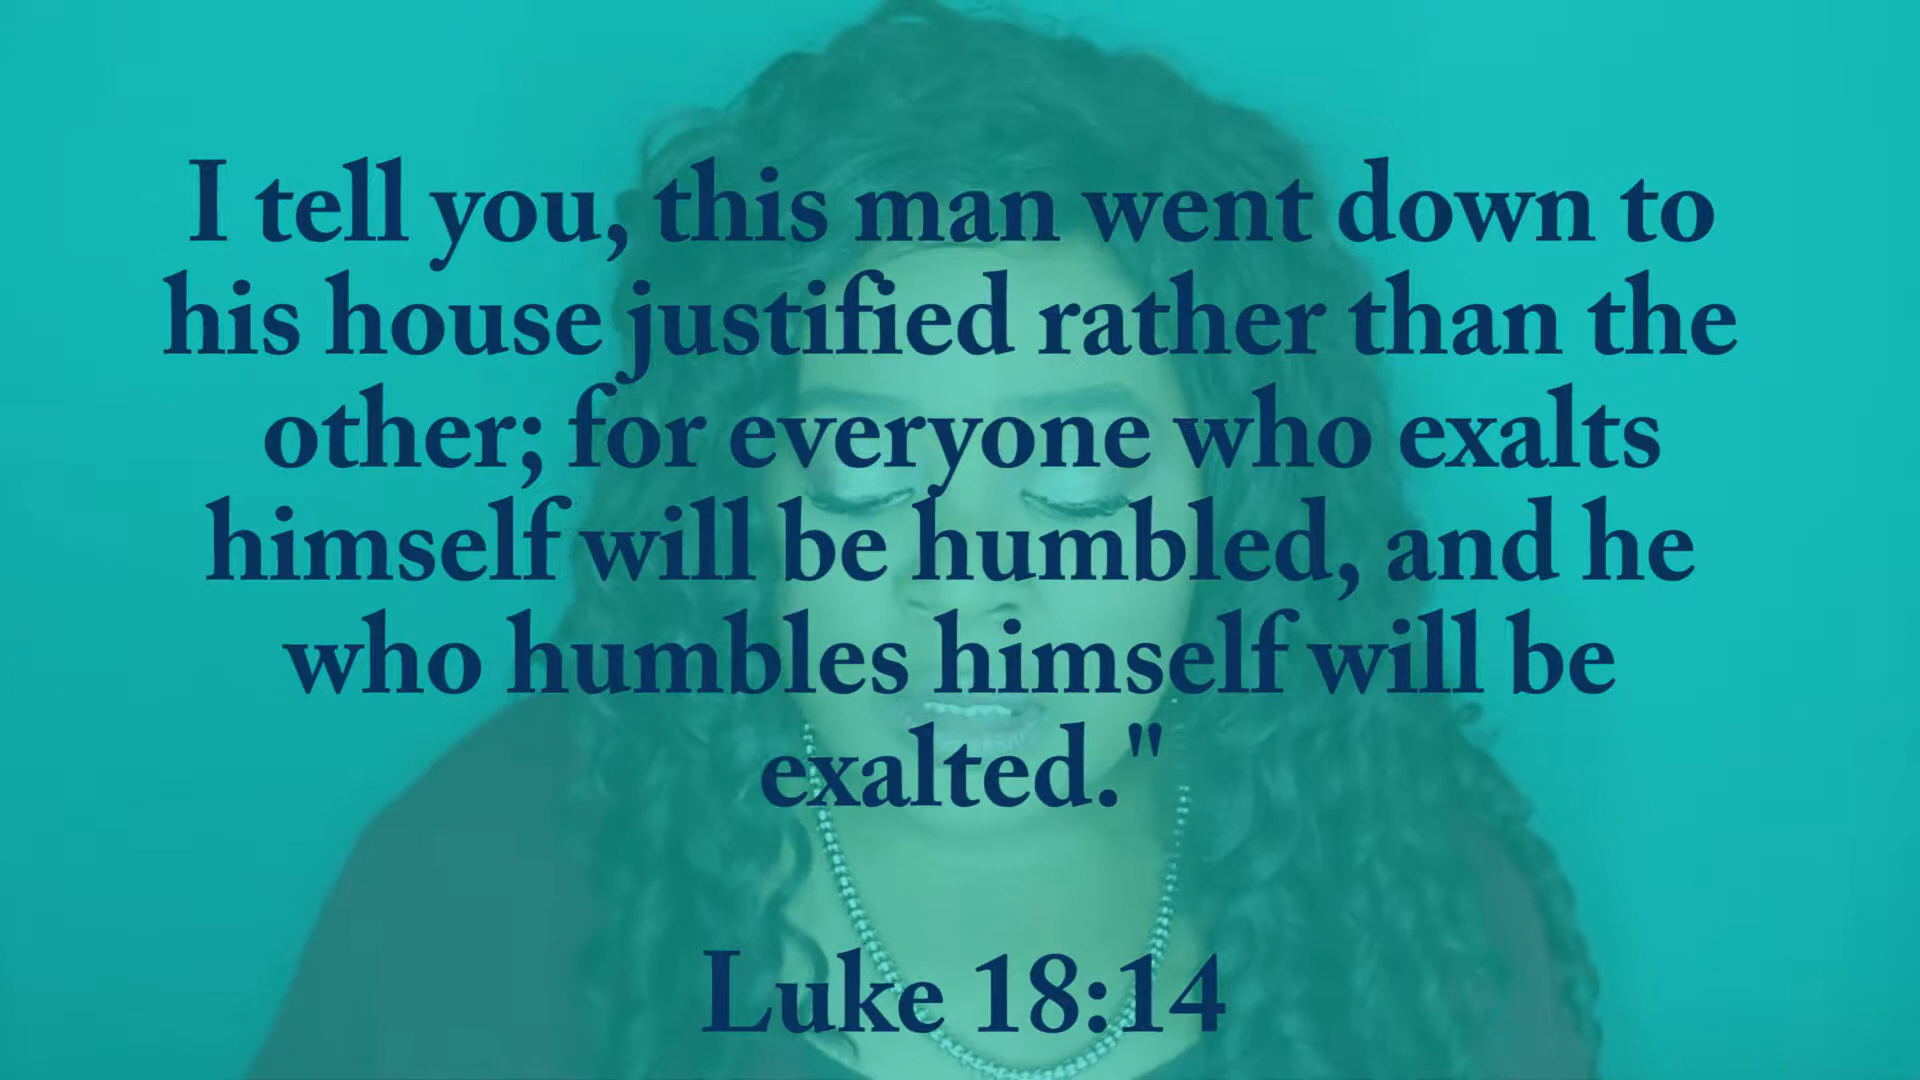 I tell you, this man went down to
his house justified rather than the
other; for everyone who exalts
himself will be humbled, and he
who humbles himself will be
exalted."
Luke 18:14